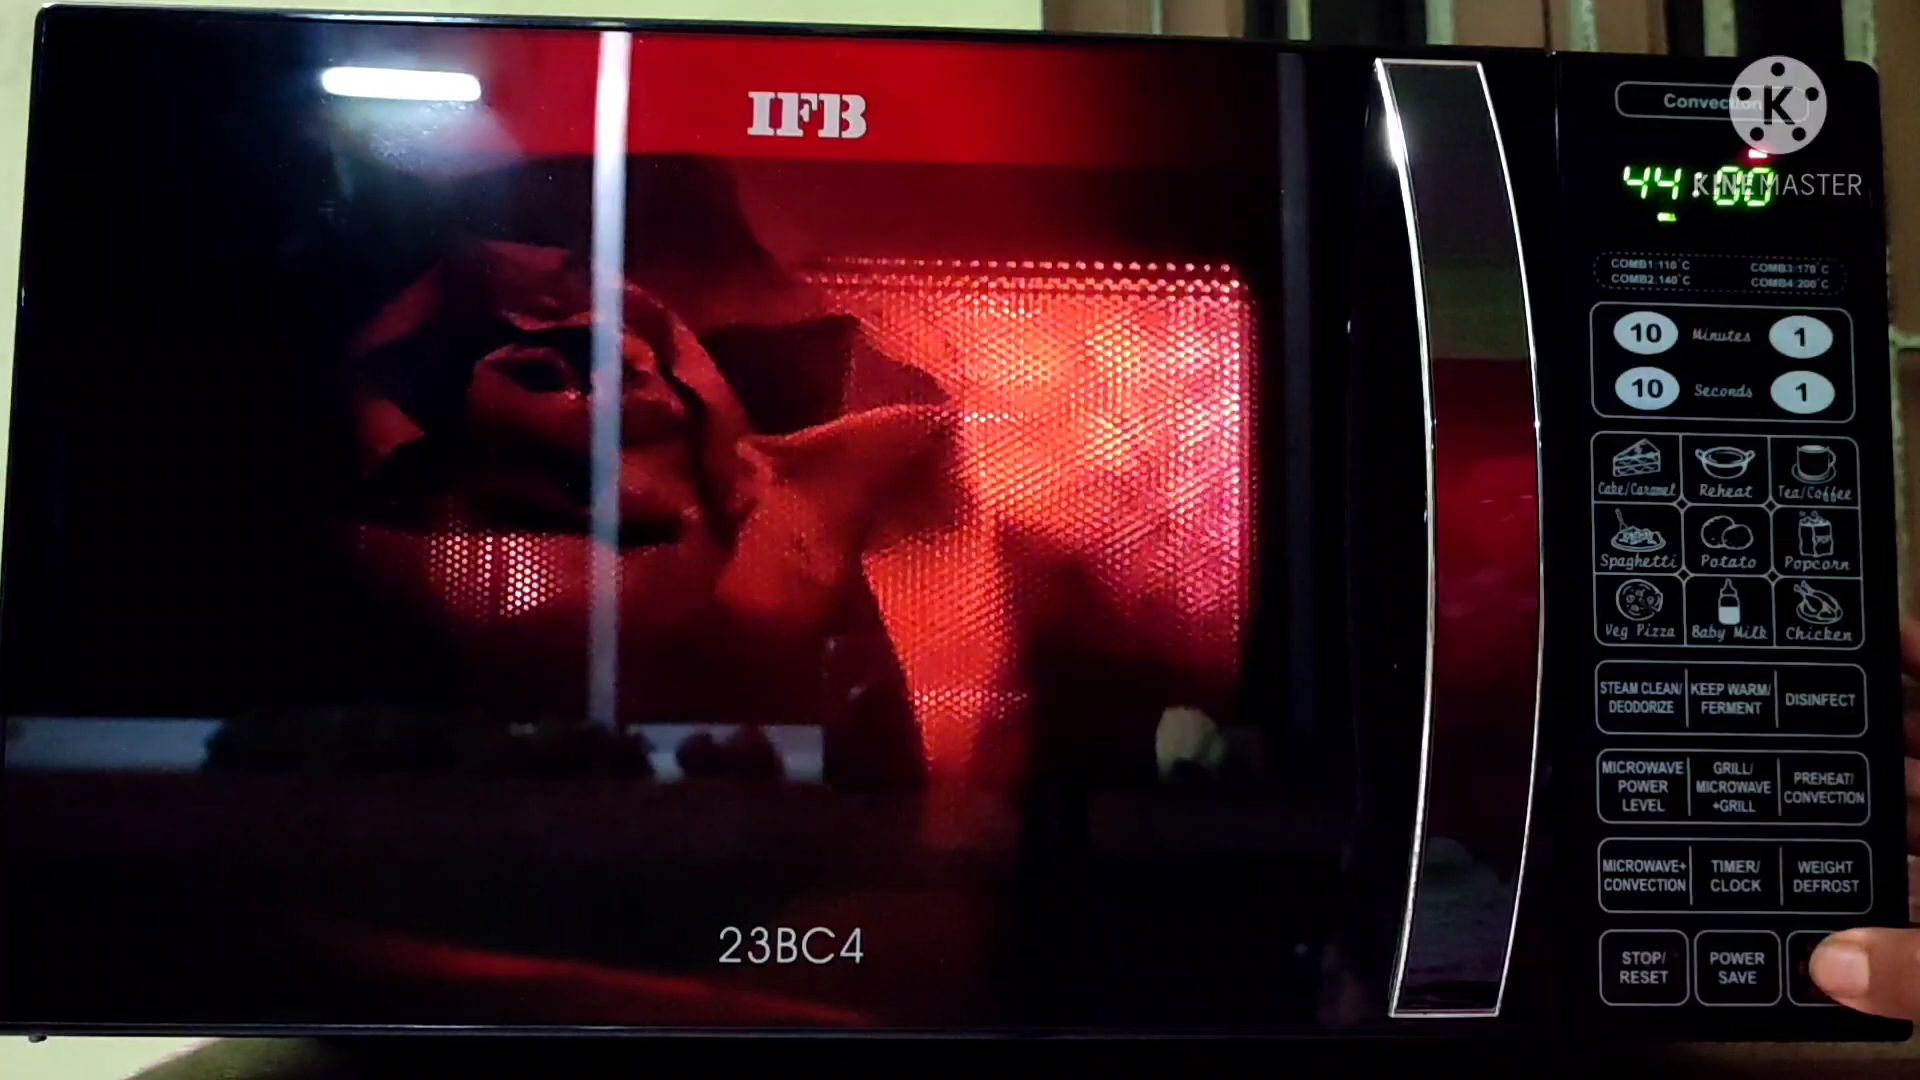 IFB
Convection
K
44:00
KINEMASTER
COMB1:110°C COMB3:170°C
COMB2:140°C COMB4:200°C
10 Minutes 1
10 Seconds 1
Cake/Caramel Reheat Tea/Coffee
Spaghetti Potato Popcorn
Veg Pizza Baby Milk Chicken
STEAM CLEAN/ KEEP WARM/ DISINFECT
DEODORIZE FERMENT
MICROWAVE GRILL/ PREHEAT/
POWER MICROWAVE CONVECTION
LEVEL +GRILL
MICROWAVE+ TIMER/ WEIGHT
CONVECTION CLOCK DEFROST
STOP/ POWER
RESET SAVE
23BC4